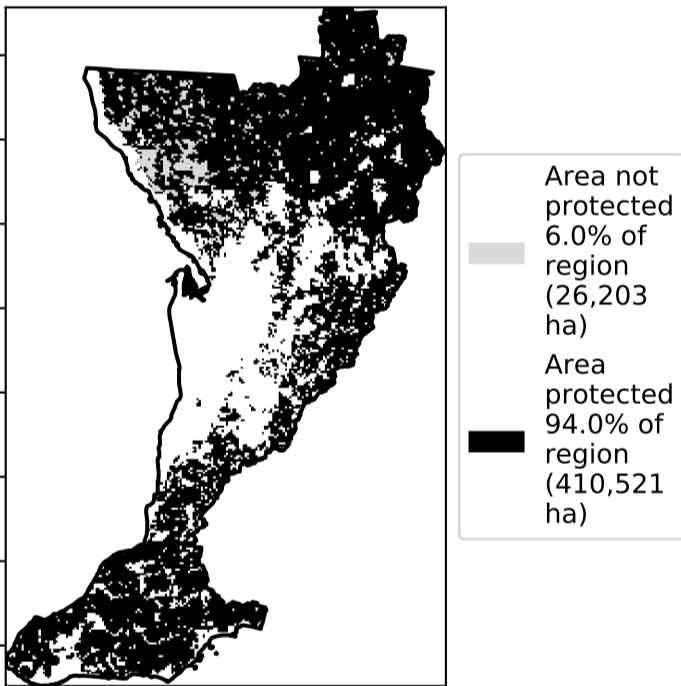 Area not
protected
6.0% of
region
(26,203
ha)
Area
protected
94.0% of
region
(410,521
ha)